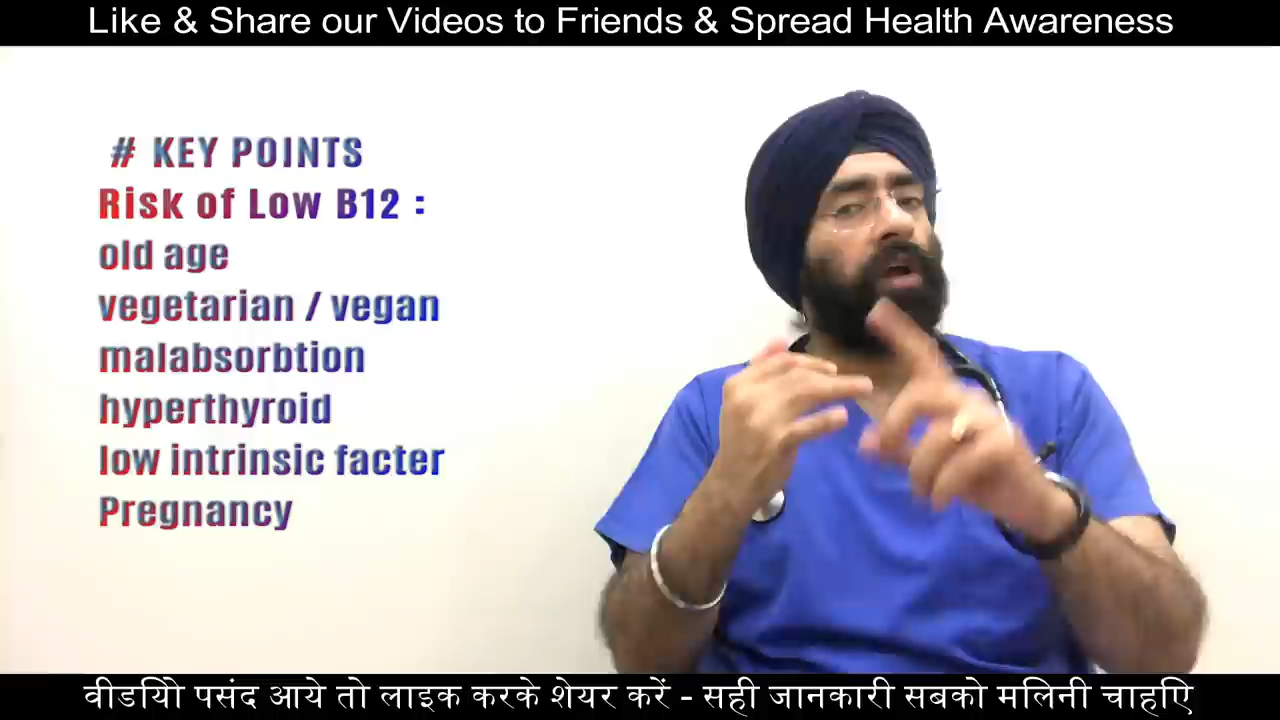 Like & Share our Videos to Friends & Spread Health Awareness
# KEY POINTS
Risk of Low B12 :
old age
vegetarian / vegan
malabsorbtion
hyperthyroid
low intrinsic facter
Pregnancy
वीडियोि पसंद आये तो लाइक करके शेयर करें - सही जानकारी सबको मलिनी चाहएि